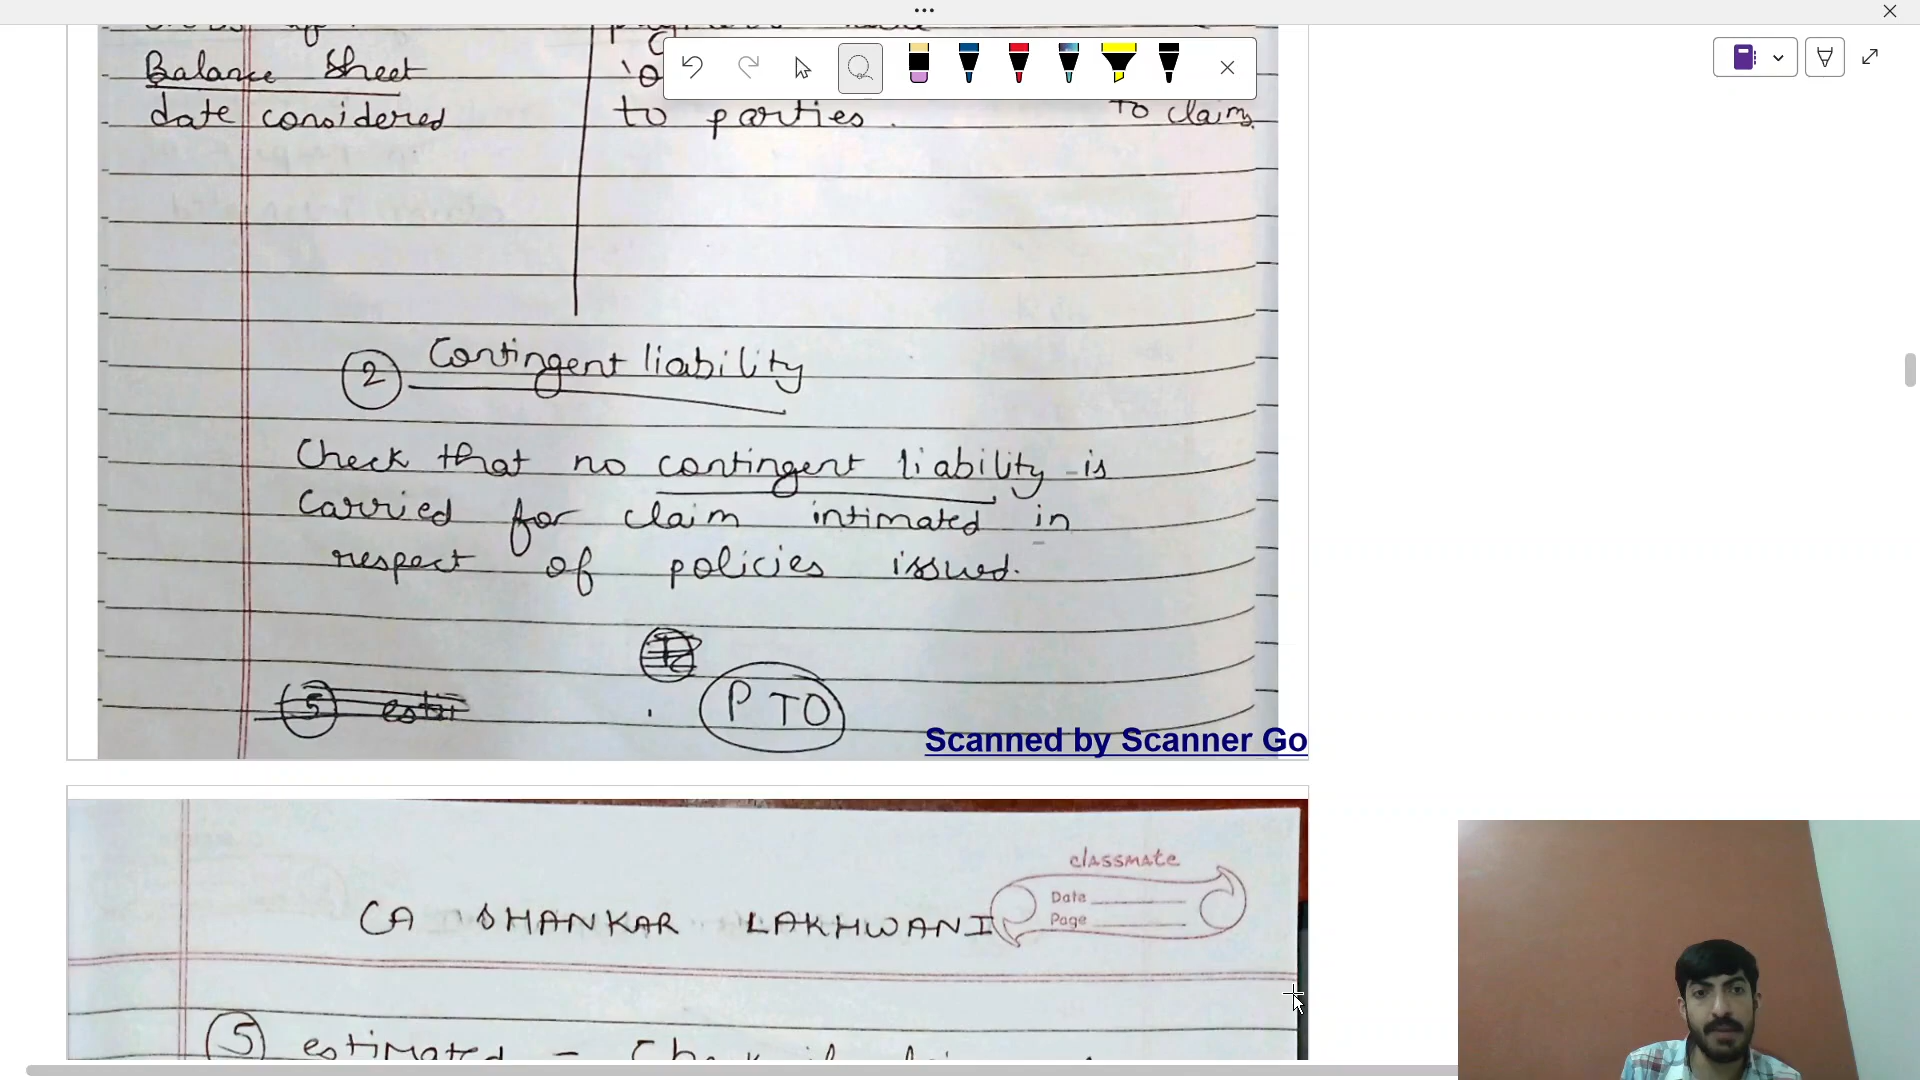 Balance Sheet
date considered
to parties.
To claim.
2 Contingent liability
Check that no contingent liability is
carried for claim intimated in
respect of policies issued.
PTO
Scanned by Scanner Go
classmate
Date
Page
CA SHANKAR LAKHWANI
5 estimated - Check if